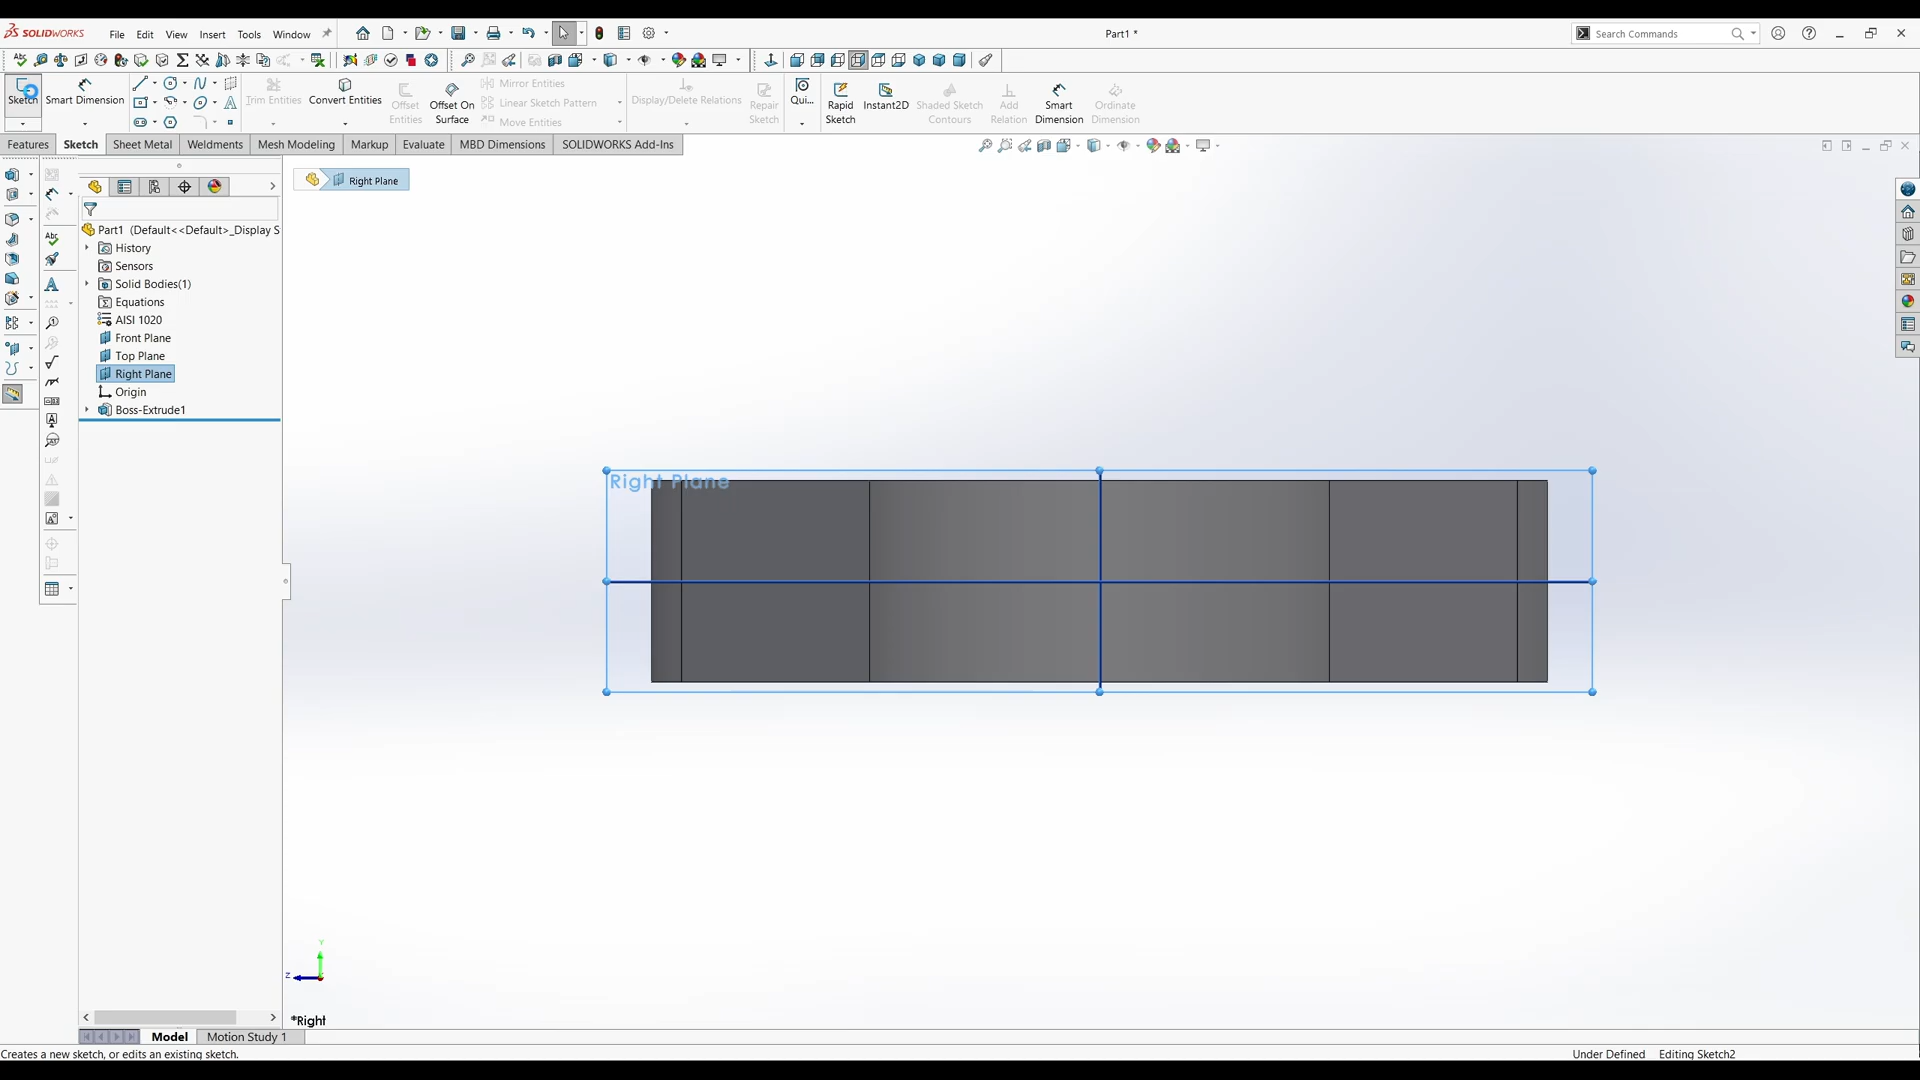 SOLIDWORKS File Edit View Insert Tools Window Part1 * Search Commands
Sketch Smart Dimension Trim Entities Convert Entities Offset Entities Offset On Surface Mirror Entities Linear Sketch Pattern Move Entities Display/Delete Relations Repair Sketch Qui... Rapid Sketch Instant2D Shaded Sketch Contours Add Relation Smart Dimension Ordinate Dimension
Features Sketch Sheet Metal Weldments Mesh Modeling Markup Evaluate MBD Dimensions SOLIDWORKS Add-Ins
Right Plane
Part1 (Default<<Default>_Display S
History
Sensors
Solid Bodies(1)
Equations
AISI 1020
Front Plane
Top Plane
Right Plane
Origin
Boss-Extrude1
Right Plane
Y
Z
*Right
Model Motion Study 1
Creates a new sketch, or edits an existing sketch. Under Defined Editing Sketch2